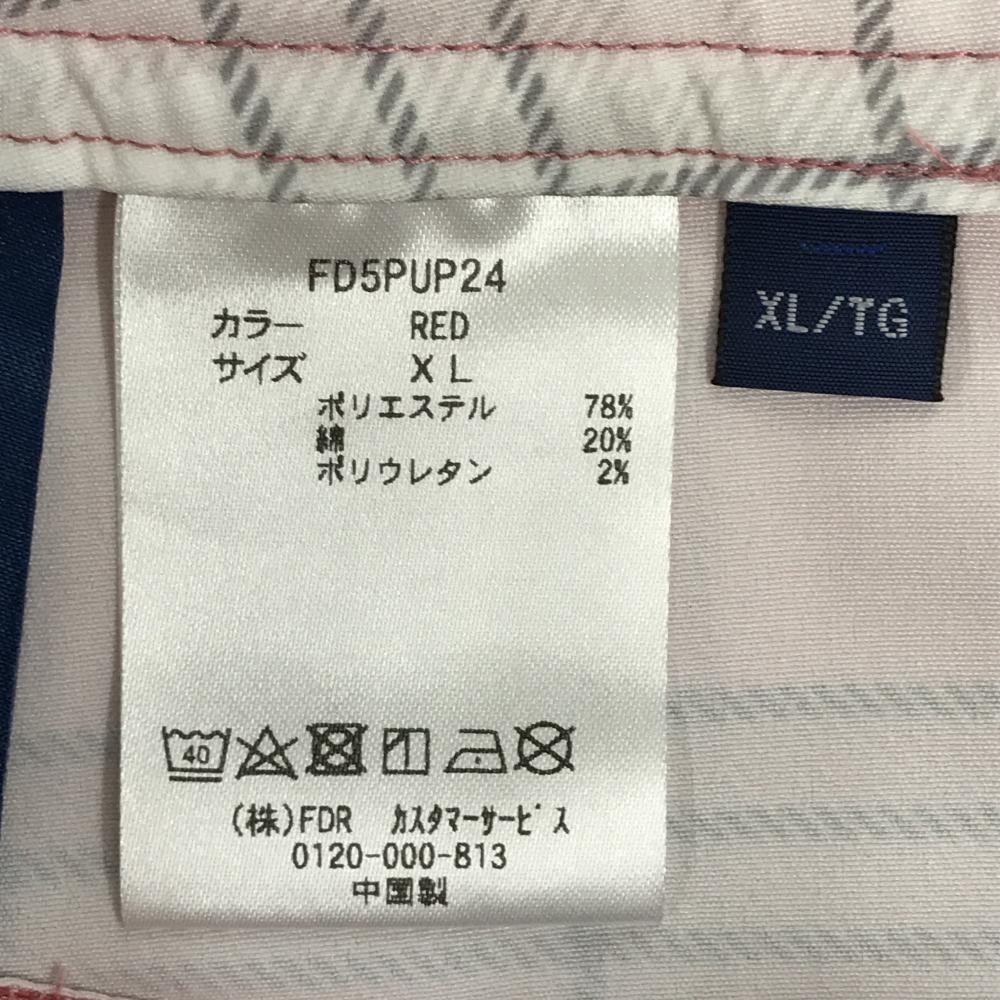 FD5PUP24
カラー RED
サイズ XL
ポリエステル 78%
綿 20%
ポリウレタン 2%
40
(株)FDR カスタマーサービス
0120-000-813
中国製
XL/TG